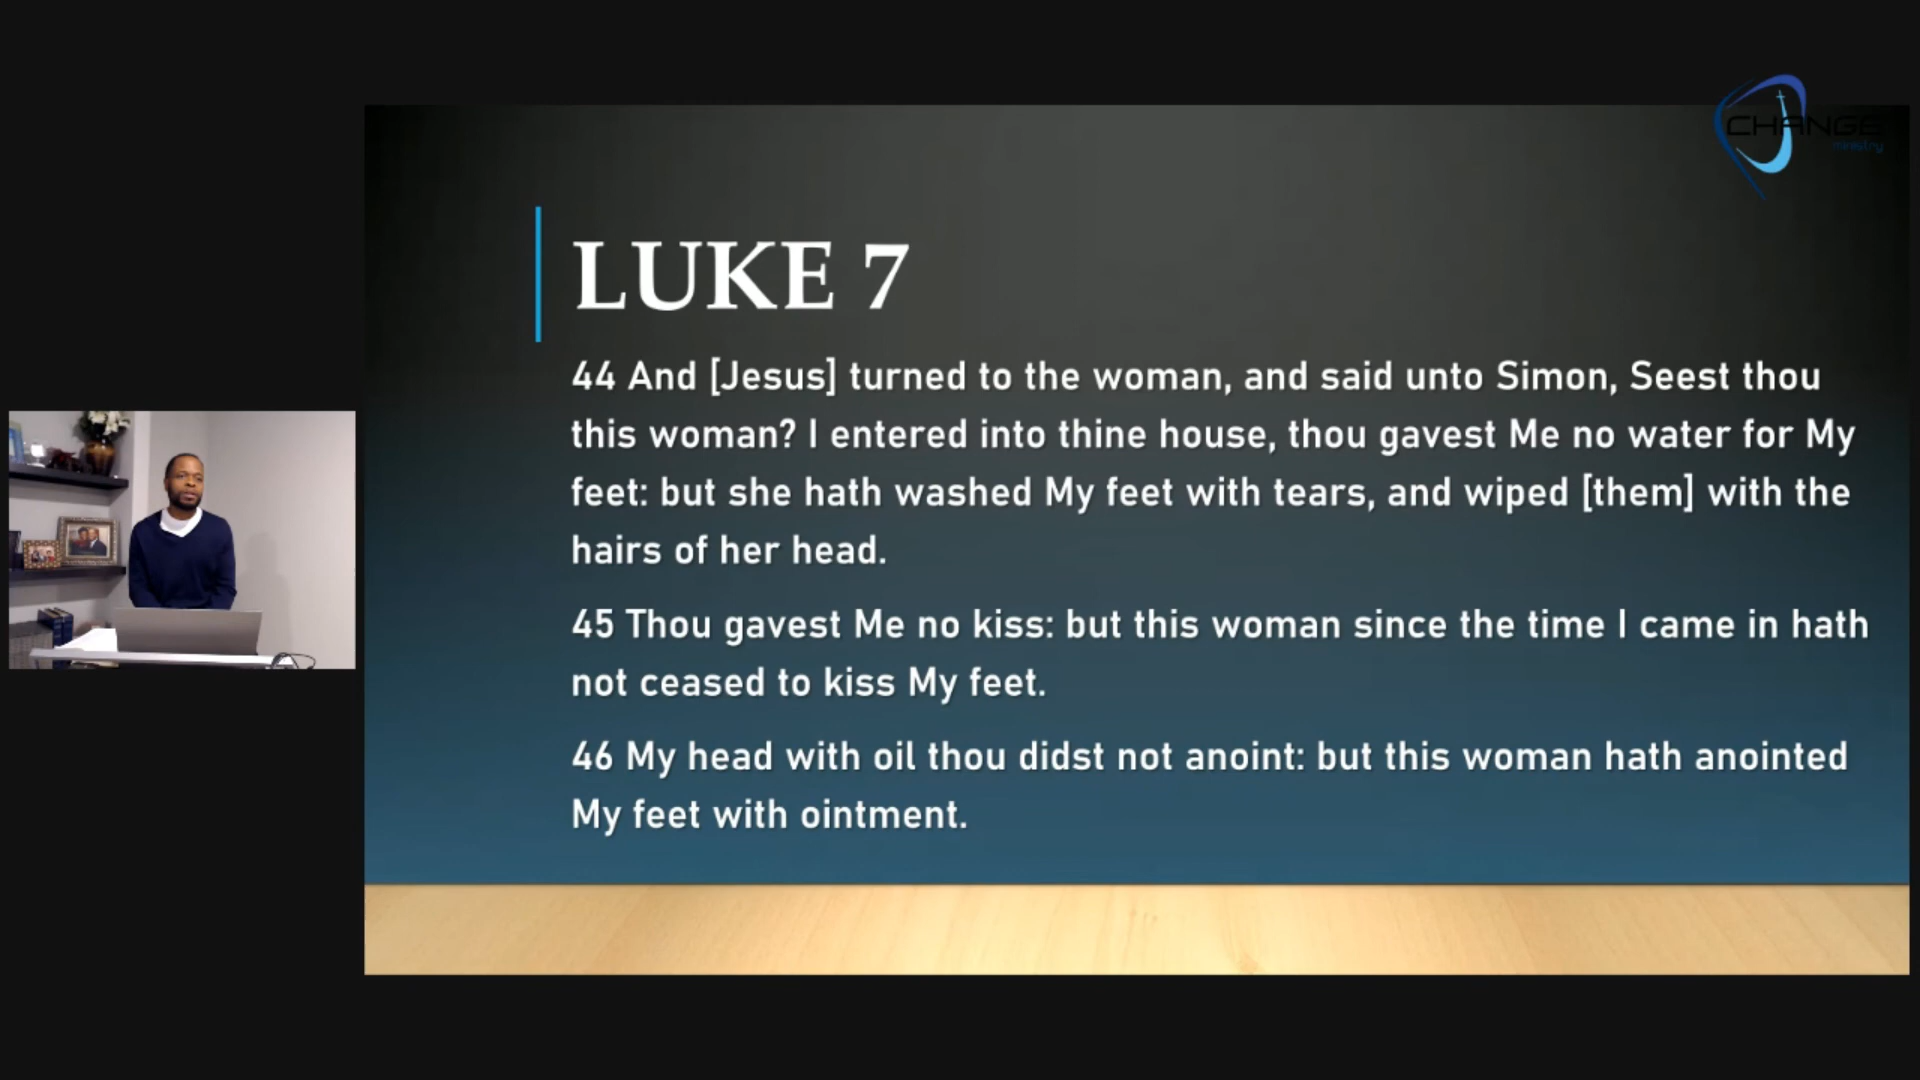 CHANGE
ministry
LUKE 7
44 And [Jesus] turned to the woman, and said unto Simon, Seest thou
this woman? I entered into thine house, thou gavest Me no water for My
feet: but she hath washed My feet with tears, and wiped [them] with the
hairs of her head.
45 Thou gavest Me no kiss: but this woman since the time I came in hath
not ceased to kiss My feet.
46 My head with oil thou didst not anoint: but this woman hath anointed
My feet with ointment.